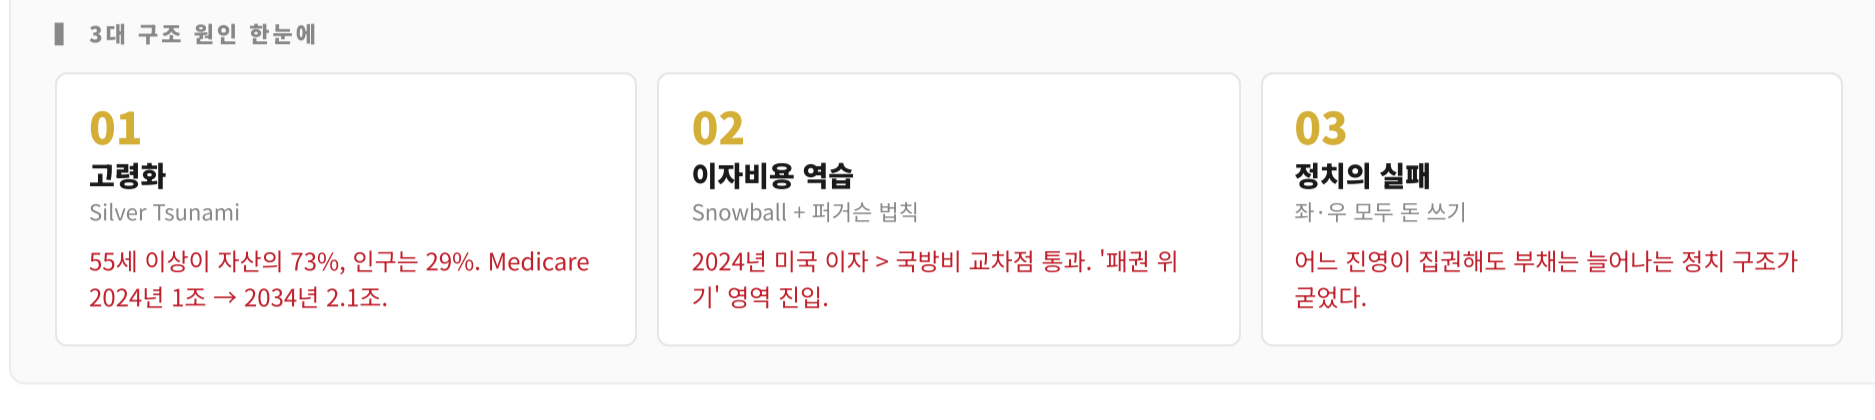 3대 구조 원인 한눈에
01
고령화
Silver Tsunami
55세 이상이 자산의 73%, 인구는 29%. Medicare
2024년 1조 → 2034년 2.1조.
02
이자비용 역습
Snowball + 퍼거슨 법칙
2024년 미국 이자 > 국방비 교차점 통과. '패권 위
기' 영역 진입.
03
정치의 실패
좌·우 모두 돈 쓰기
어느 진영이 집권해도 부채는 늘어나는 정치 구조가
굳었다.